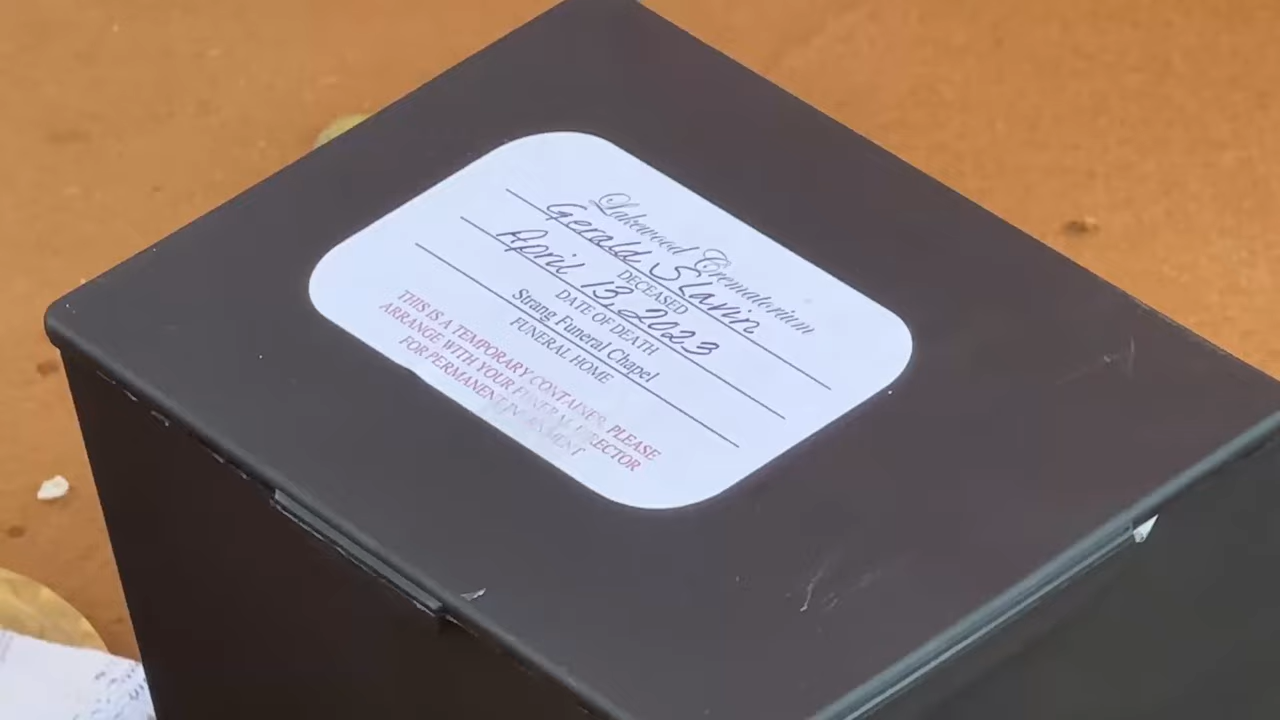 Lakewood Crematorium
Gerald Slavin
DECEASED
April 13, 2023
DATE OF DEATH
Strang Funeral Chapel
FUNERAL HOME
THIS IS A TEMPORARY CONTAINER. PLEASE
ARRANGE WITH YOUR FUNERAL DIRECTOR
FOR PERMANENT